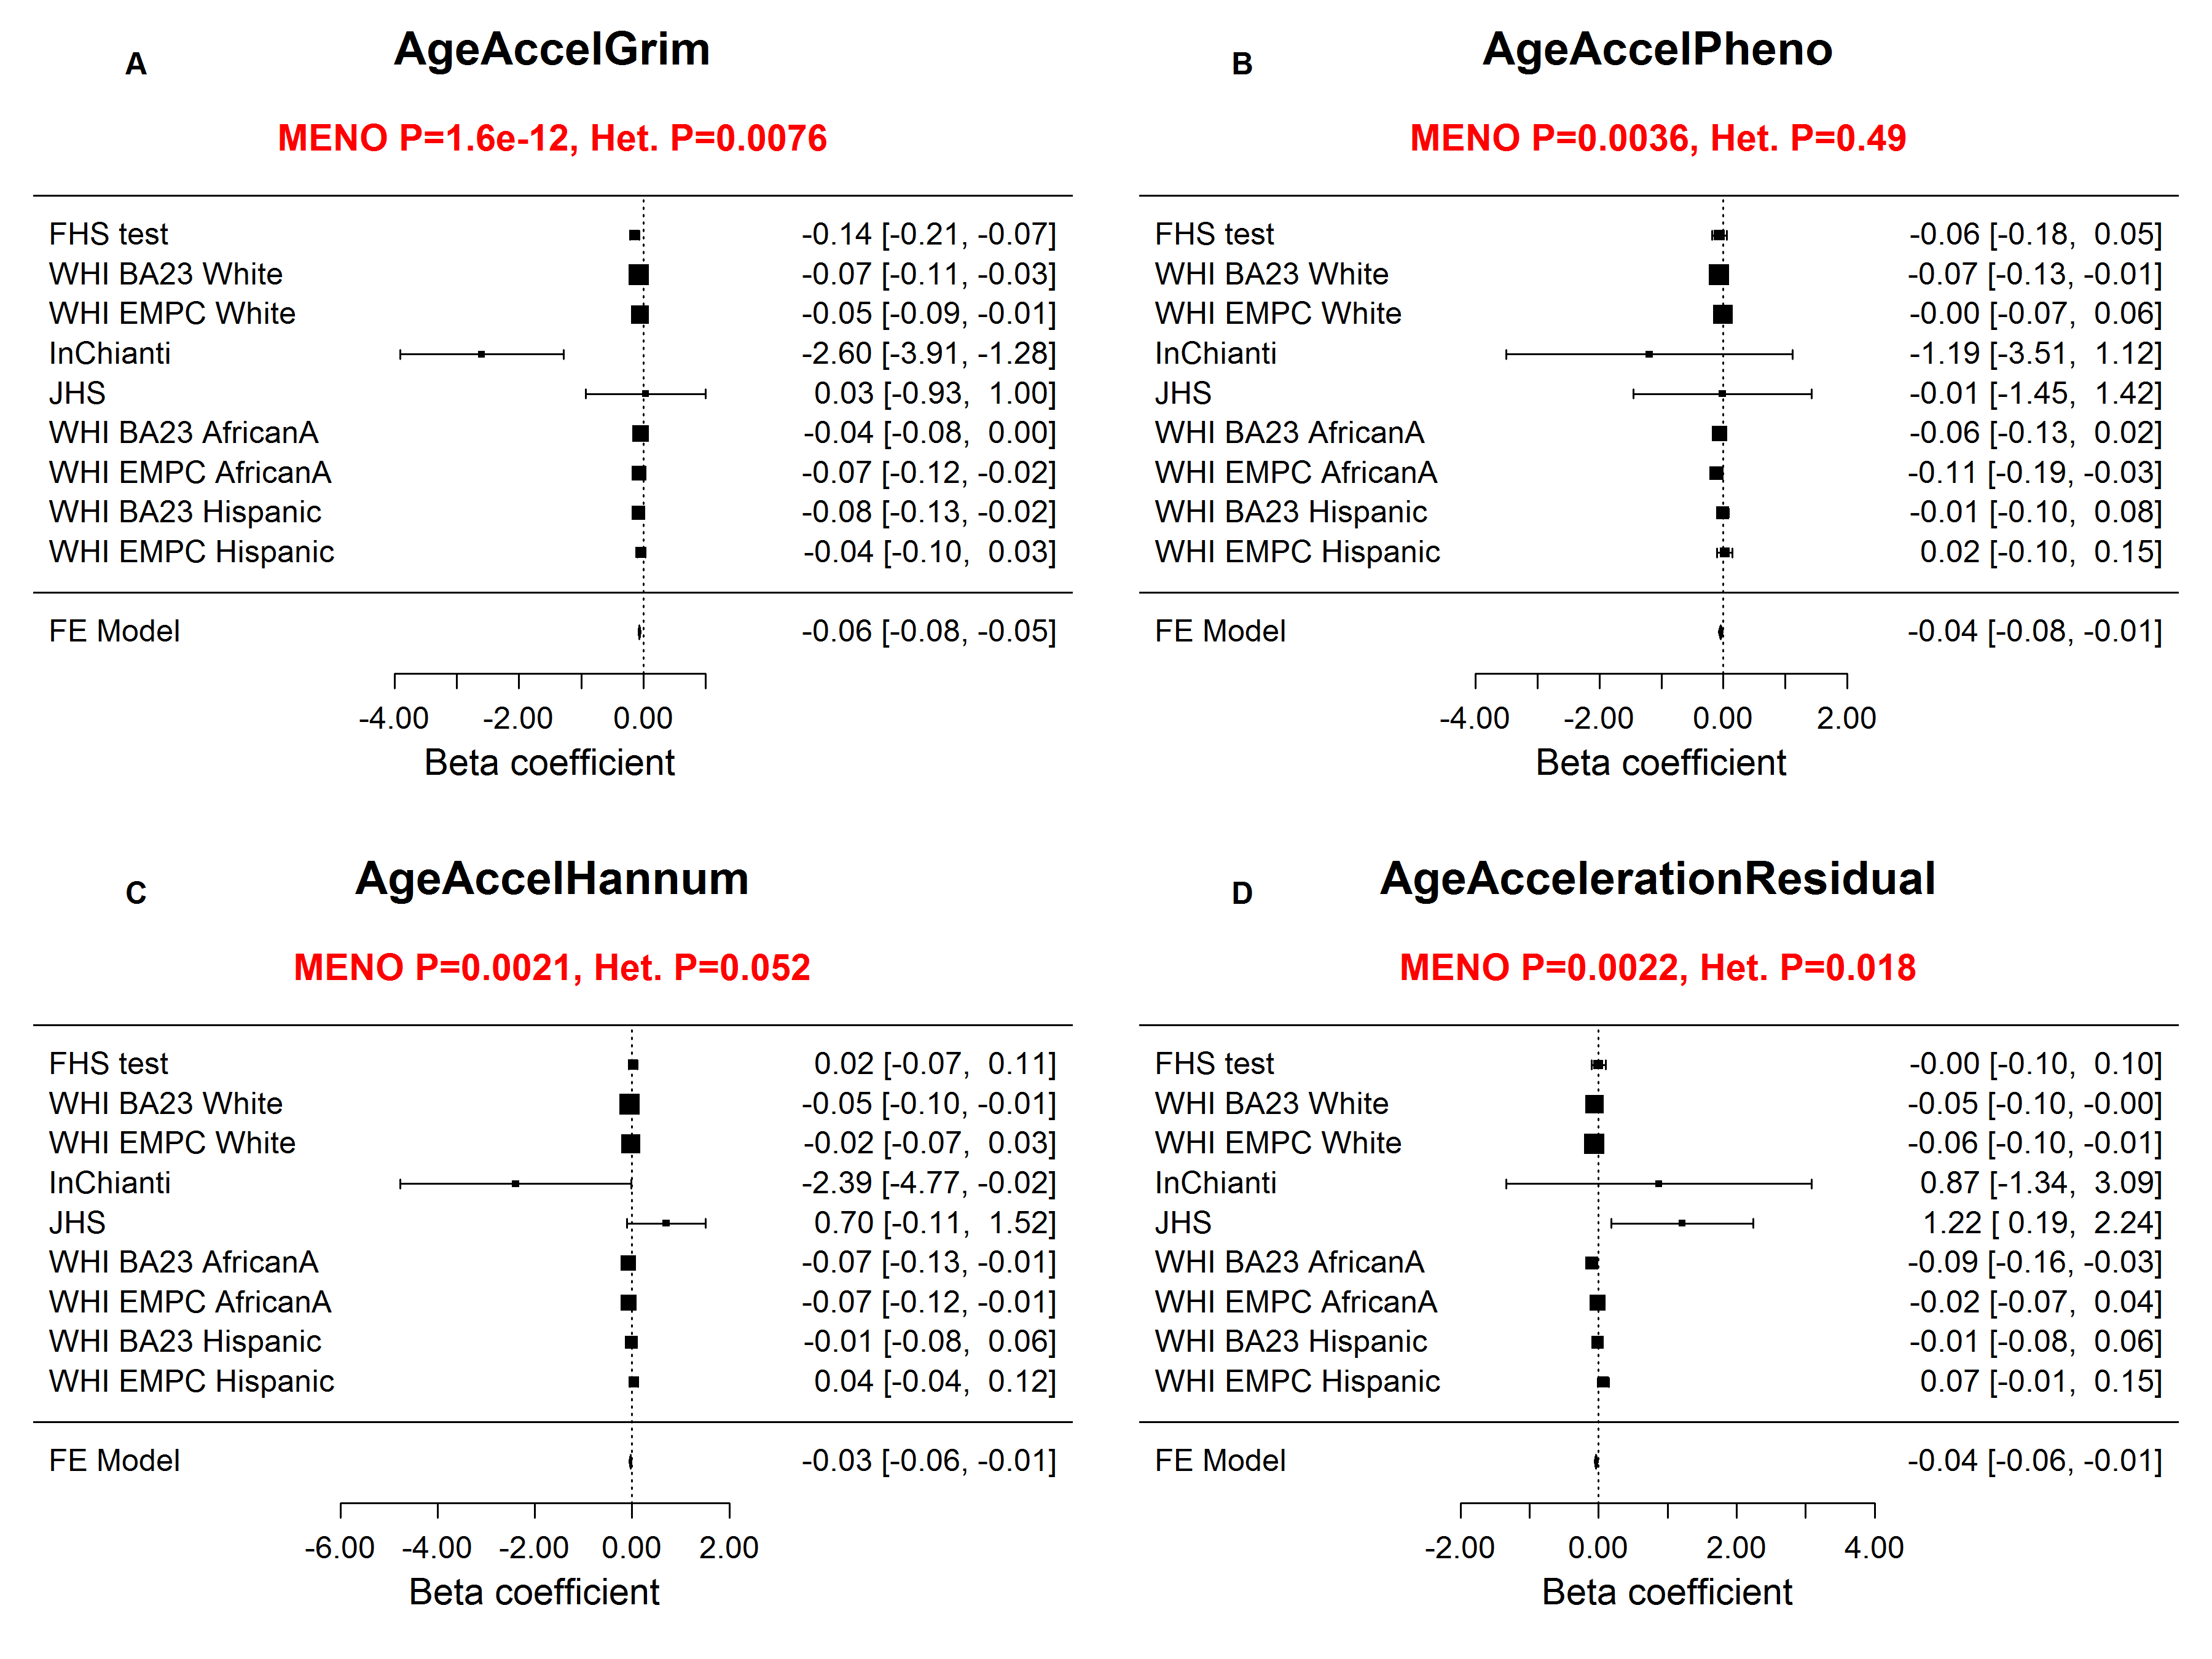 A AgeAccelGrim
MENO P=1.6e-12, Het. P=0.0076
FHS test -0.14 [-0.21, -0.07]
WHI BA23 White -0.07 [-0.11, -0.03]
WHI EMPC White -0.05 [-0.09, -0.01]
InChianti -2.60 [-3.91, -1.28]
JHS 0.03 [-0.93, 1.00]
WHI BA23 AfricanA -0.04 [-0.08, 0.00]
WHI EMPC AfricanA -0.07 [-0.12, -0.02]
WHI BA23 Hispanic -0.08 [-0.13, -0.02]
WHI EMPC Hispanic -0.04 [-0.10, 0.03]
FE Model -0.06 [-0.08, -0.05]
-4.00 -2.00 0.00
Beta coefficient
B AgeAccelPheno
MENO P=0.0036, Het. P=0.49
FHS test -0.06 [-0.18, 0.05]
WHI BA23 White -0.07 [-0.13, -0.01]
WHI EMPC White -0.00 [-0.07, 0.06]
InChianti -1.19 [-3.51, 1.12]
JHS -0.01 [-1.45, 1.42]
WHI BA23 AfricanA -0.06 [-0.13, 0.02]
WHI EMPC AfricanA -0.11 [-0.19, -0.03]
WHI BA23 Hispanic -0.01 [-0.10, 0.08]
WHI EMPC Hispanic 0.02 [-0.10, 0.15]
FE Model -0.04 [-0.08, -0.01]
-4.00 -2.00 0.00 2.00
Beta coefficient
C AgeAccelHannum
MENO P=0.0021, Het. P=0.052
FHS test 0.02 [-0.07, 0.11]
WHI BA23 White -0.05 [-0.10, -0.01]
WHI EMPC White -0.02 [-0.07, 0.03]
InChianti -2.39 [-4.77, -0.02]
JHS 0.70 [-0.11, 1.52]
WHI BA23 AfricanA -0.07 [-0.13, -0.01]
WHI EMPC AfricanA -0.07 [-0.12, -0.01]
WHI BA23 Hispanic -0.01 [-0.08, 0.06]
WHI EMPC Hispanic 0.04 [-0.04, 0.12]
FE Model -0.03 [-0.06, -0.01]
-6.00 -4.00 -2.00 0.00 2.00
Beta coefficient
D AgeAccelerationResidual
MENO P=0.0022, Het. P=0.018
FHS test -0.00 [-0.10, 0.10]
WHI BA23 White -0.05 [-0.10, -0.00]
WHI EMPC White -0.06 [-0.10, -0.01]
InChianti 0.87 [-1.34, 3.09]
JHS 1.22 [ 0.19, 2.24]
WHI BA23 AfricanA -0.09 [-0.16, -0.03]
WHI EMPC AfricanA -0.02 [-0.07, 0.04]
WHI BA23 Hispanic -0.01 [-0.08, 0.06]
WHI EMPC Hispanic 0.07 [-0.01, 0.15]
FE Model -0.04 [-0.06, -0.01]
-2.00 0.00 2.00 4.00
Beta coefficient